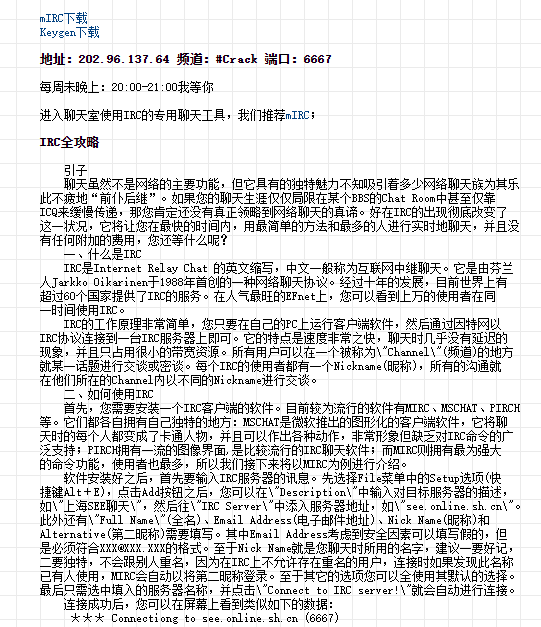 mIRC下载
Keygen下载
地址：202.96.137.64 频道：#Crack 端口：6667
每周未晚上：20:00-21:00我等你
进入聊天室使用IRC的专用聊天工具，我们推荐mIRC；
IRC全攻略
引子
聊天虽然不是网络的主要功能，但它具有的独特魅力不知吸引着多少网络聊天族为其乐
此不疲地“前仆后继”。如果您的聊天生涯仅仅局限在某个BBS的Chat Room中甚至仅靠
ICQ来缓慢传递，那您肯定还没有真正领略到网络聊天的真谛。好在IRC的出现彻底改变了
这一状况，它将让您在最快的时间内，用最简单的方法和最多的人进行实时地聊天，并且没
有任何附加的费用，您还等什么呢？
一、什么是IRC
IRC是Internet Relay Chat 的英文缩写，中文一般称为互联网中继聊天。它是由芬兰
人Jarkko Oikarinen于1988年首创的一种网络聊天协议。经过十年的发展，目前世界上有
超过60个国家提供了IRC的服务。在人气最旺的EFnet上，您可以看到上万的使用者在同
一时间使用IRC。
IRC的工作原理非常简单，您只要在自己的PC上运行客户端软件，然后通过因特网以
IRC协议连接到一台IRC服务器上即可。它的特点是速度非常之快，聊天时几乎没有延迟的
现象，并且只占用很小的带宽资源。所有用户可以在一个被称为\"Channel\"(频道)的地方
就某一话题进行交谈或密谈。每个IRC的使用者都有一个Nickname(昵称)，所有的沟通就
在他们所在的Channel内以不同的Nickname进行交谈。
二、如何使用IRC
首先，您需要安装一个IRC客户端的软件。目前较为流行的软件有MIRC、MSCHAT、PIRCH
等。它们都各自拥有自己独特的地方：MSCHAT是微软推出的图形化的客户端软件，它将聊
天时的每个人都变成了卡通人物，并且可以作出各种动作，非常形象但缺乏对IRC命令的广
泛支持；PIRCH拥有一流的图像界面,是比较流行的IRC聊天软件；而MIRC则拥有最为强大
的命令功能，使用者也最多，所以我们接下来将以MIRC为例进行介绍。
软件安装好之后，首先要输入IRC服务器的讯息。先选择File菜单中的Setup选项(快
捷键Alt＋E)，点击Add按钮之后，您可以在\"Description\"中输入对目标服务器的描述，
如\"上海SEE聊天\"，然后往\"IRC Server\"中添入服务器地址，如\"see.online.sh.cn\"。
此外还有\"Full Name\"(全名)、Email Address(电子邮件地址)、Nick Name(昵称)和
Alternative(第二昵称)需要填写。其中Email Address考虑到安全因素可以填写假的，但
是必须符合XXX@XXX.XXX的格式。至于Nick Name就是您聊天时所用的名字，建议一要好记，
二要独特，不会跟别人重名，因为在IRC上不允许存在重名的用户，连接时如果发现此名称
已有人使用，MIRC会自动以将第二昵称登录。至于其它的选项您可以全使用其默认的选择。
最后只需选中填入的服务器名称，并点击\"Connect to IRC server!\"就会自动进行连接。
连接成功后，您可以在屏幕上看到类似如下的数据：
*** Connectiong to see.online.sh.cn (6667)